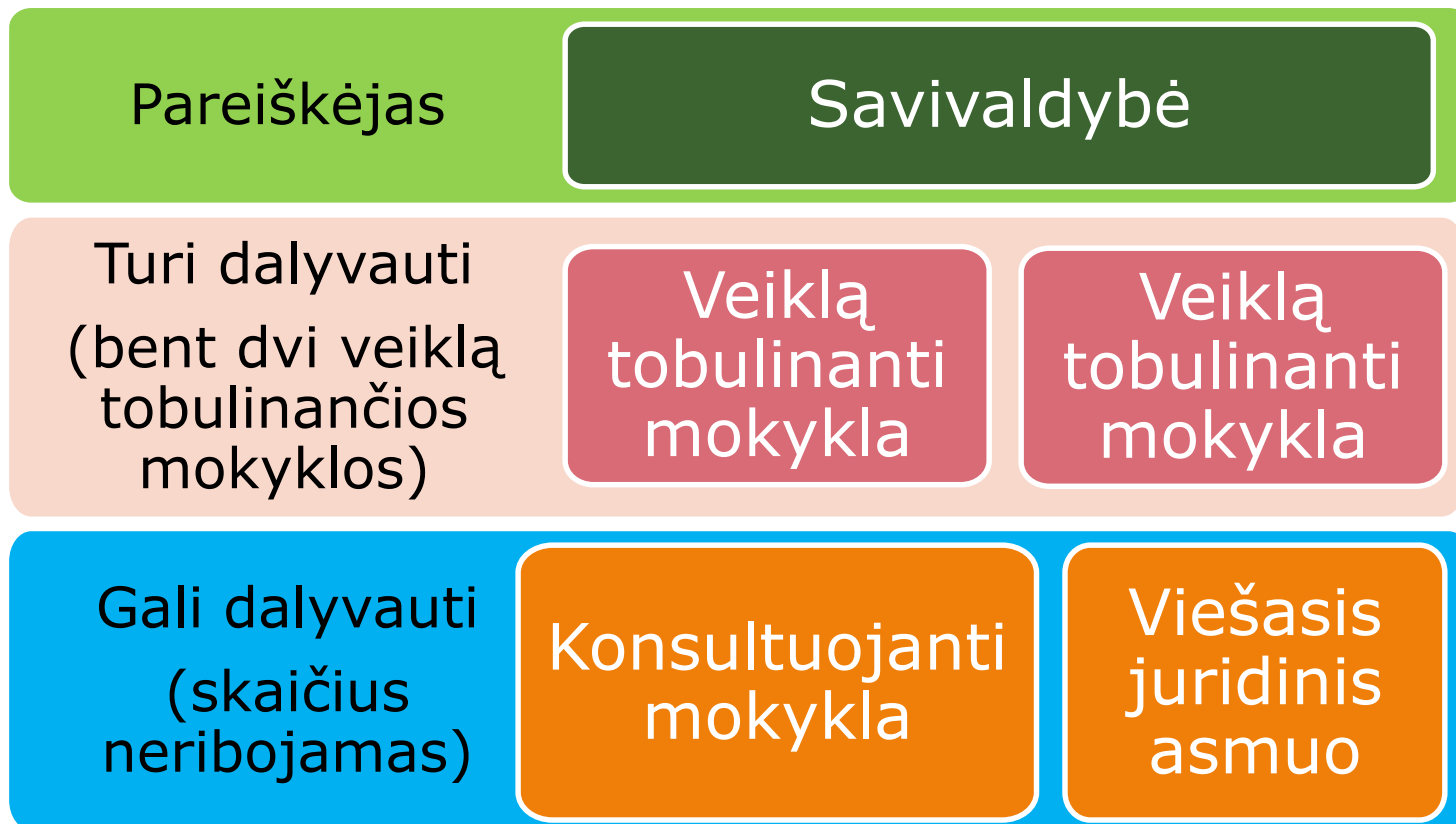 Pareiškėjas
Savivaldybė
Turi dalyvauti
(bent dvi veiklą
tobulinančios
mokyklos)
Veiklą
tobulinanti
mokykla
Veiklą
tobulinanti
mokykla
Gali dalyvauti
(skaičius
neribojamas)
Konsultuojanti
mokykla
Viešasis
juridinis
asmuo